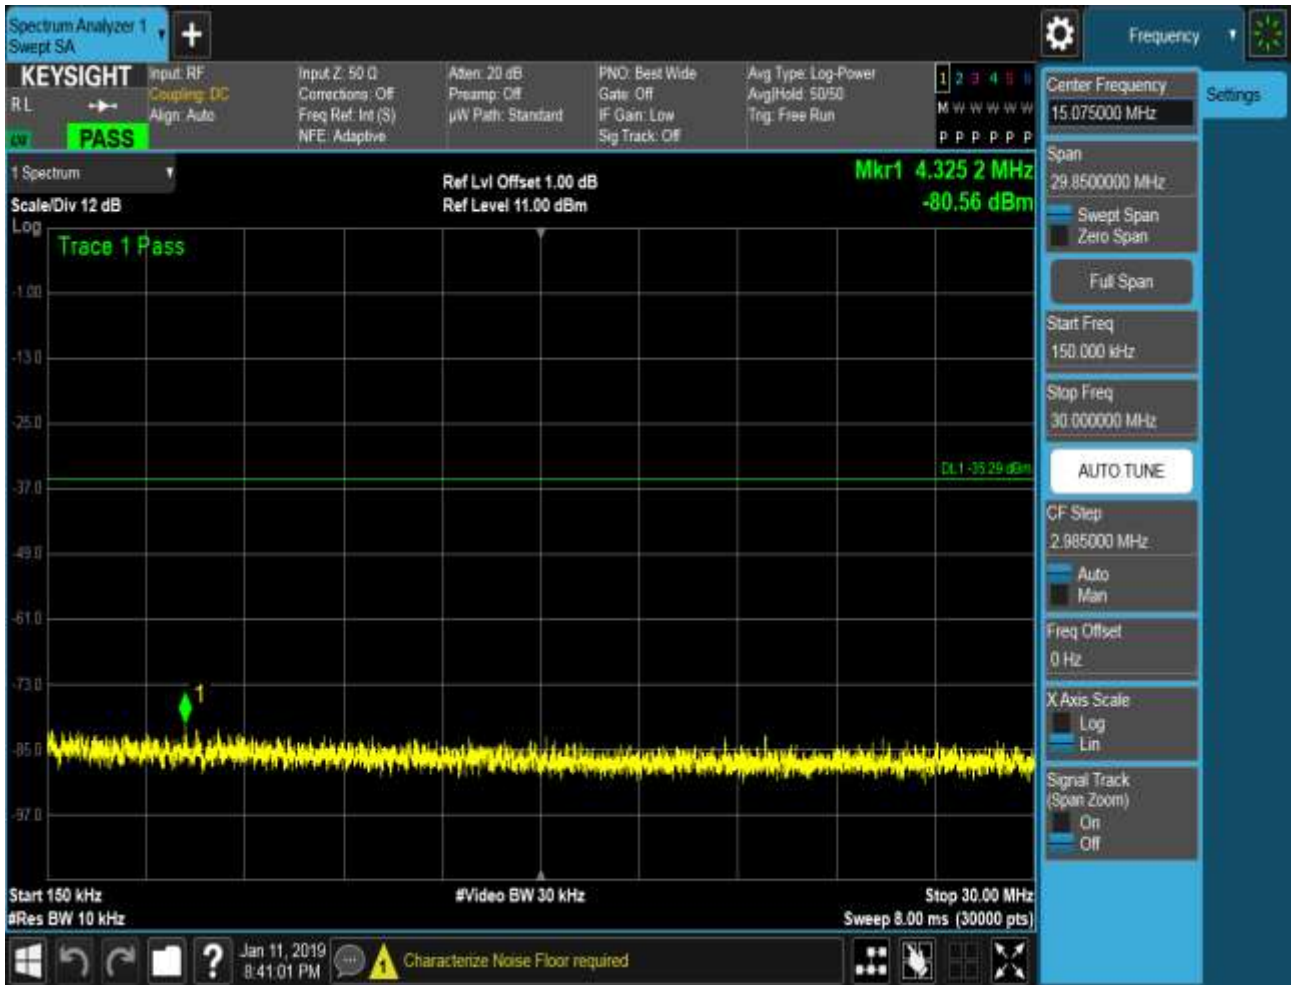 Spectrum Analyzer 1
Swept SA
+
Frequency
KEYSIGHT
Input: RF
Coupling: DC
Align: Auto
Input Z: 50 Ω
Corrections: Off
Freq Ref: Int (S)
NFE: Adaptive
Atten: 20 dB
Preamp: Off
µW Path: Standard
PNO: Best Wide
Gate: Off
IF Gain: Low
Sig Track: Off
Avg Type: Log-Power
Avg|Hold: 50/50
Trig: Free Run
1 2 3 4 5 6
M W W W W W
P P P P P P
R L
PASS
1 Spectrum
Scale/Div 12 dB
Ref Lvl Offset 1.00 dB
Ref Level 11.00 dBm
Mkr1 4.325 2 MHz
-80.56 dBm
Log
Trace 1 Pass
-1.00
-13.0
-25.0
DL1 -35.29 dBm
-37.0
-49.0
-61.0
-73.0
1
-85.0
-97.0
Start 150 kHz
#Video BW 30 kHz
Stop 30.00 MHz
#Res BW 10 kHz
Sweep 8.00 ms (30000 pts)
Center Frequency
15.075000 MHz
Settings
Span
29.8500000 MHz
Swept Span
Zero Span
Full Span
Start Freq
150.000 kHz
Stop Freq
30.000000 MHz
AUTO TUNE
CF Step
2.985000 MHz
Auto
Man
Freq Offset
0 Hz
X Axis Scale
Log
Lin
Signal Track
(Span Zoom)
On
Off
?
Jan 11, 2019
8:41:01 PM
1
Characterize Noise Floor required